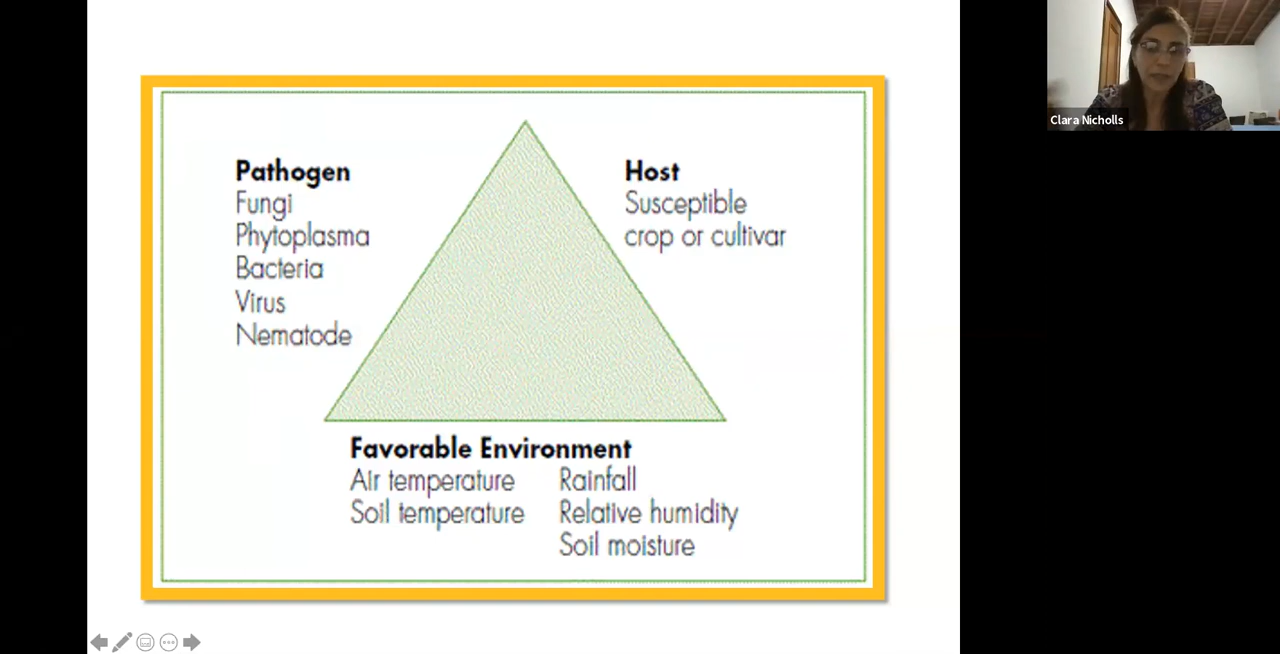 Pathogen
Fungi
Phytoplasma
Bacteria
Virus
Nematode
Host
Susceptible
crop or cultivar
Favorable Environment
Air temperature
Soil temperature
Rainfall
Relative humidity
Soil moisture
Clara Nicholls